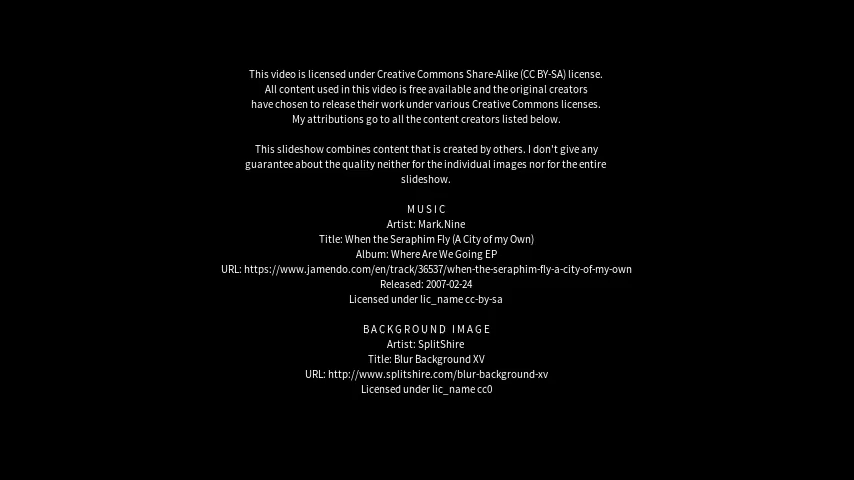 This video is licensed under Creative Commons Share-Alike (CC BY-SA) license.
All content used in this video is free available and the original creators
have chosen to release their work under various Creative Commons licenses.
My attributions go to all the content creators listed below.
This slideshow combines content that is created by others. I don't give any
guarantee about the quality neither for the individual images nor for the entire
slideshow.
MUSIC
Artist: Mark.Nine
Title: When the Seraphim Fly (A City of my Own)
Album: Where Are We Going EP
URL: https://www.jamendo.com/en/track/36537/when-the-seraphim-fly-a-city-of-my-own
Released: 2007-02-24
Licensed under lic_name cc-by-sa
BACKGROUND IMAGE
Artist: SplitShire
Title: Blur Background XV
URL: http://www.splitshire.com/blur-background-xv
Licensed under lic_name cc0